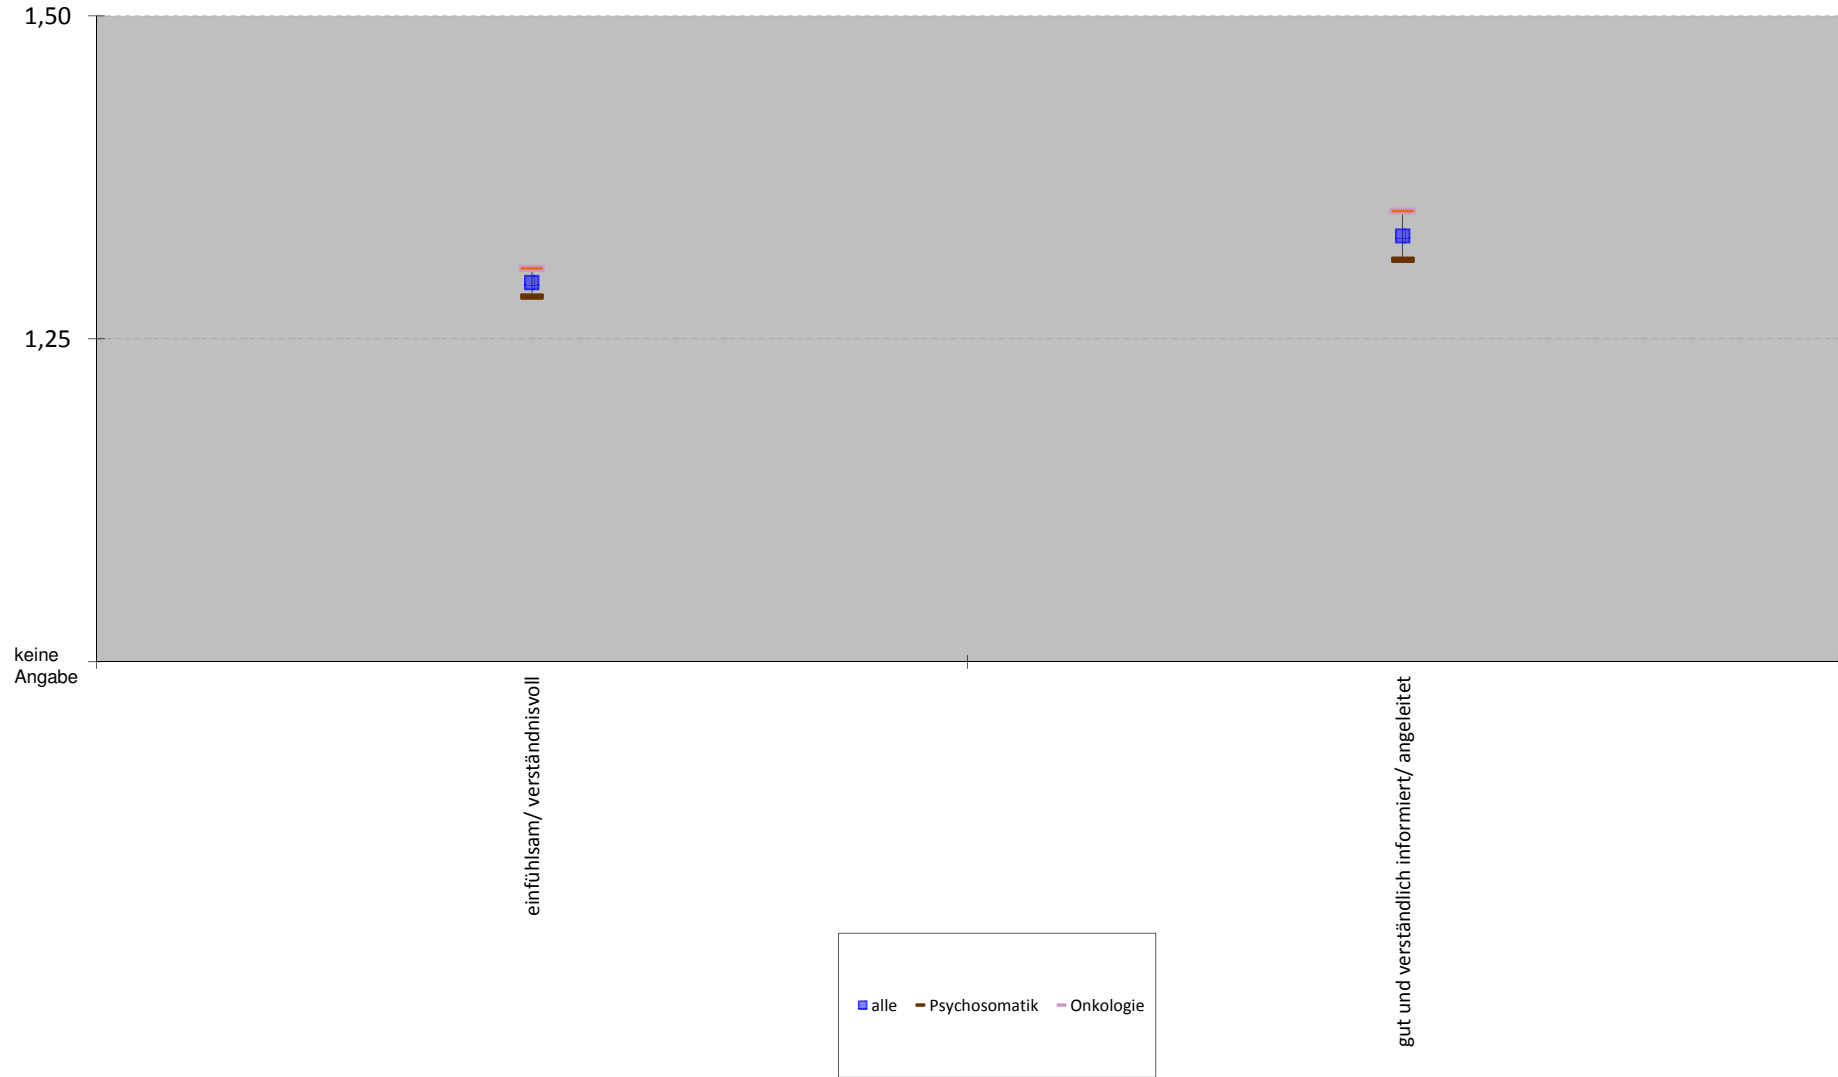 1,50
1,25
keine
Angabe
einfühlsam/ verständnisvoll
gut und verständlich informiert/ angeleitet
alle Psychosomatik Onkologie